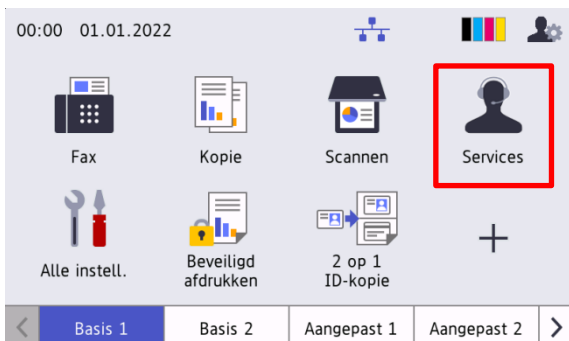 00:00 01.01.2022
Fax Kopie Scannen Services
Alle instell. Beveiligd afdrukken 2 op 1 ID-kopie +
Basis 1 Basis 2 Aangepast 1 Aangepast 2